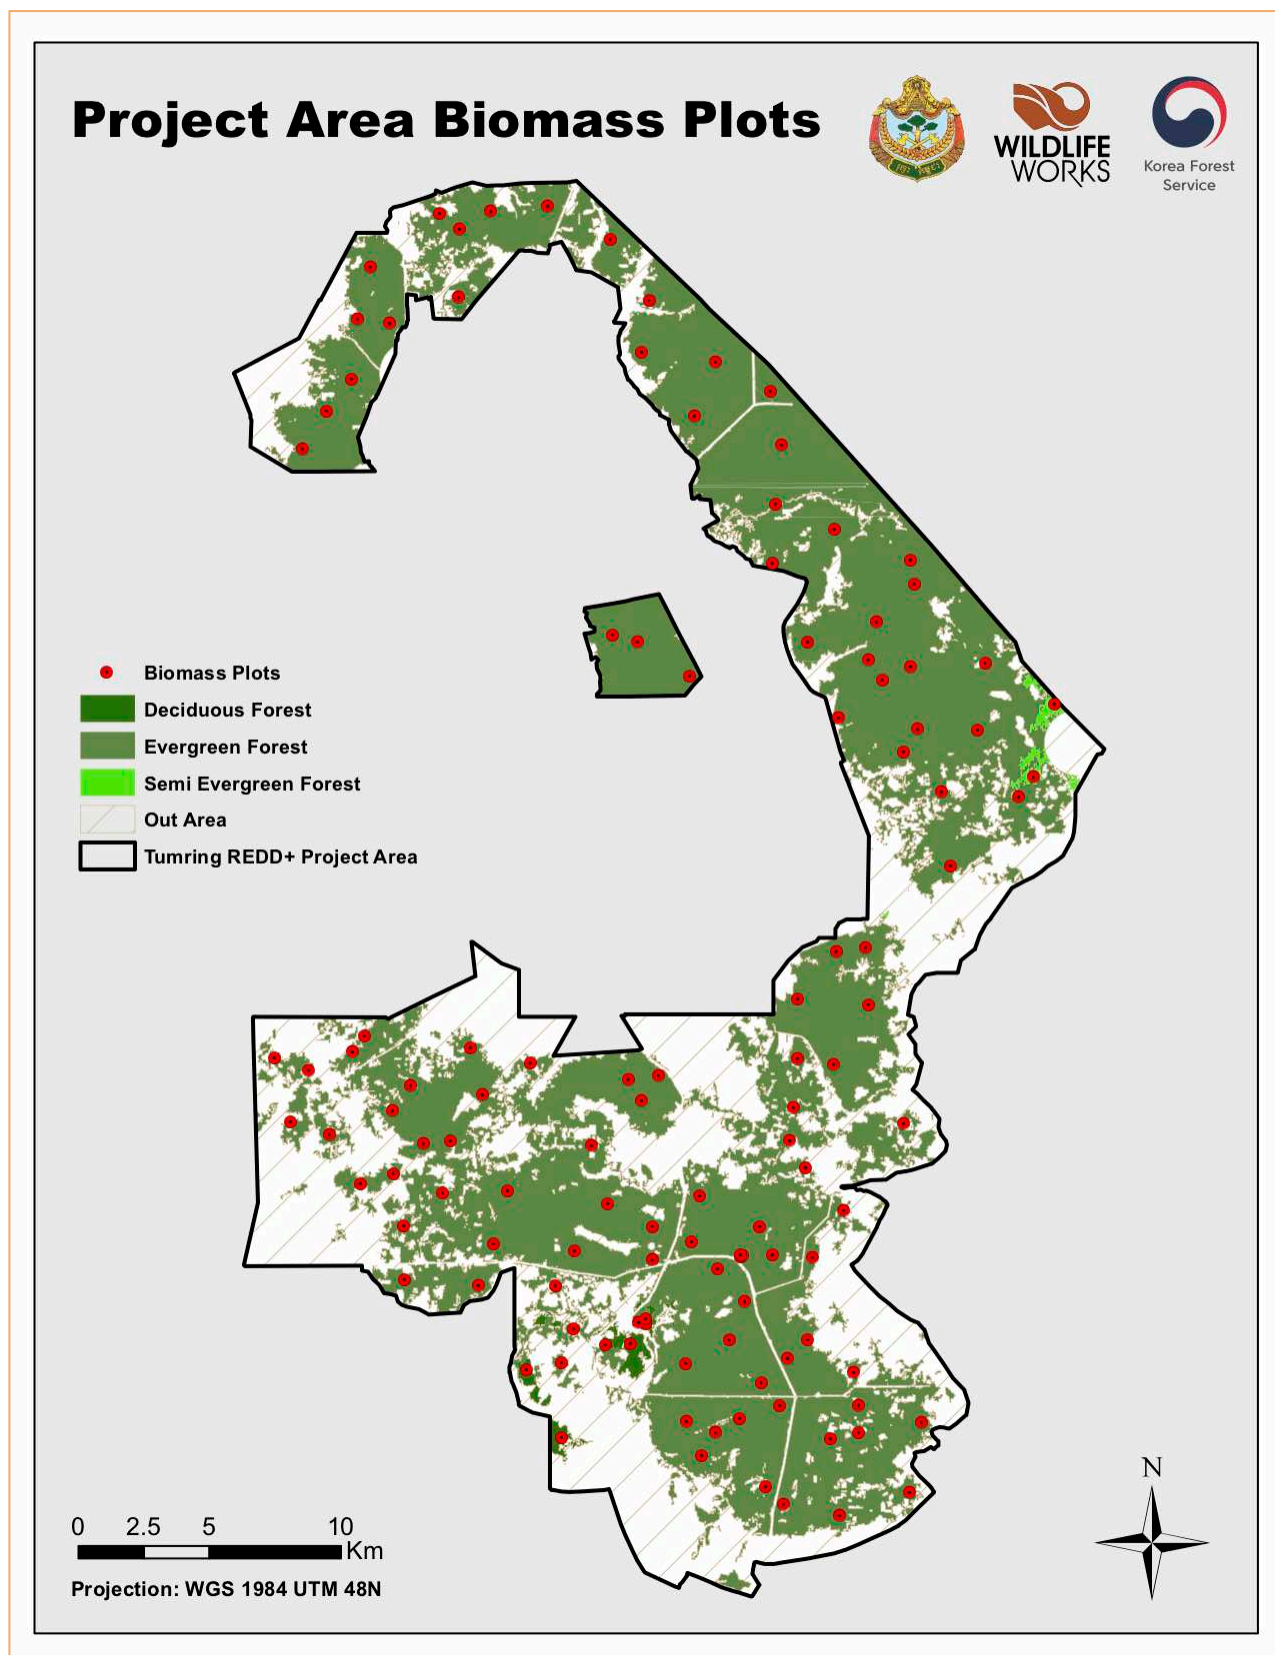 Project Area Biomass Plots
WILDLIFE
WORKS
Korea Forest
Service
Biomass Plots
Deciduous Forest
Evergreen Forest
Semi Evergreen Forest
Out Area
Tumring REDD+ Project Area
N
0 2.5 5 10
Km
Projection: WGS 1984 UTM 48N